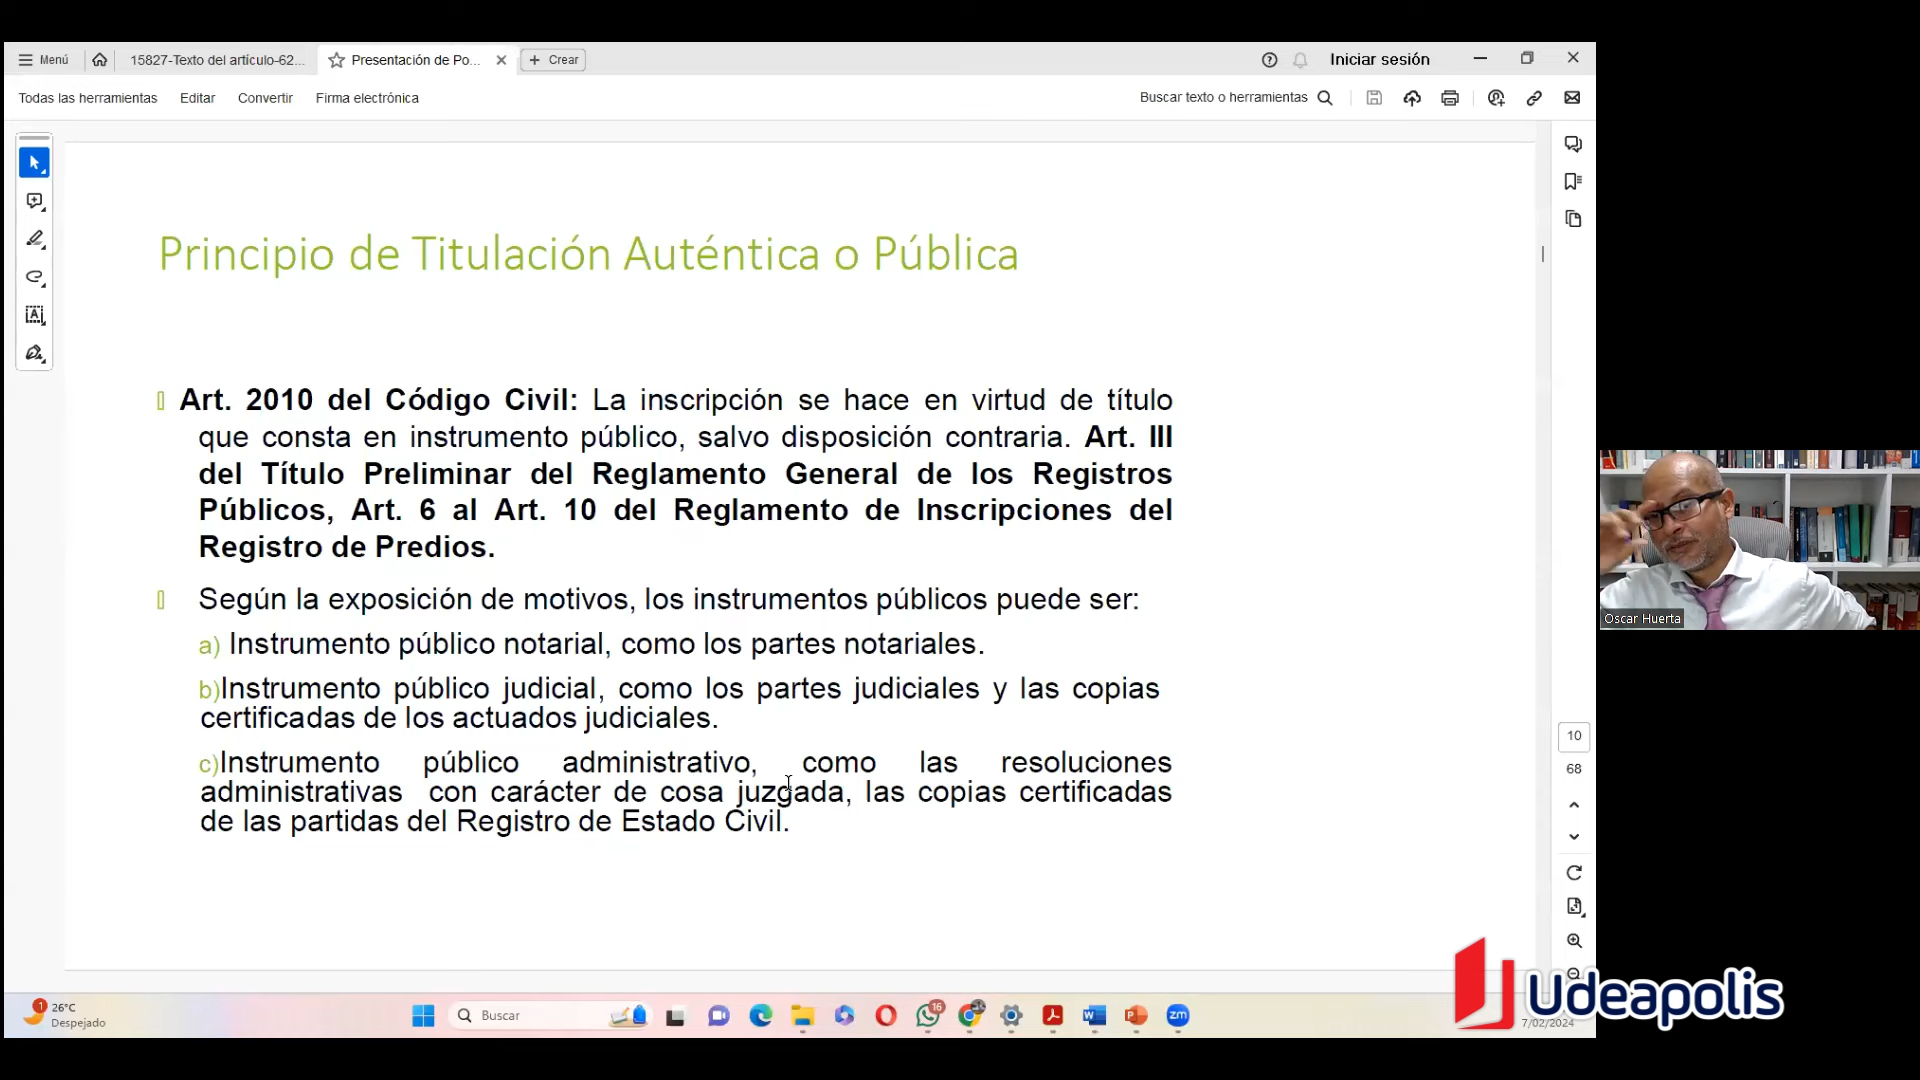 Menú
15827-Texto del artículo-62...
Presentación de Po...
Crear
Iniciar sesión
Todas las herramientas
Editar
Convertir
Firma electrónica
Buscar texto o herramientas
Principio de Titulación Auténtica o Pública
Art. 2010 del Código Civil: La inscripción se hace en virtud de título
que consta en instrumento público, salvo disposición contraria. Art. III
del Título Preliminar del Reglamento General de los Registros
Públicos, Art. 6 al Art. 10 del Reglamento de Inscripciones del
Registro de Predios.
Según la exposición de motivos, los instrumentos públicos puede ser:
a) Instrumento público notarial, como los partes notariales.
b)Instrumento público judicial, como los partes judiciales y las copias
certificadas de los actuados judiciales.
c)Instrumento público administrativo, como las resoluciones
administrativas con carácter de cosa juzgada, las copias certificadas
de las partidas del Registro de Estado Civil.
10
68
Oscar Huerta
1
26°C
Despejado
Buscar
16
zm
Udeapolis
7/02/2024